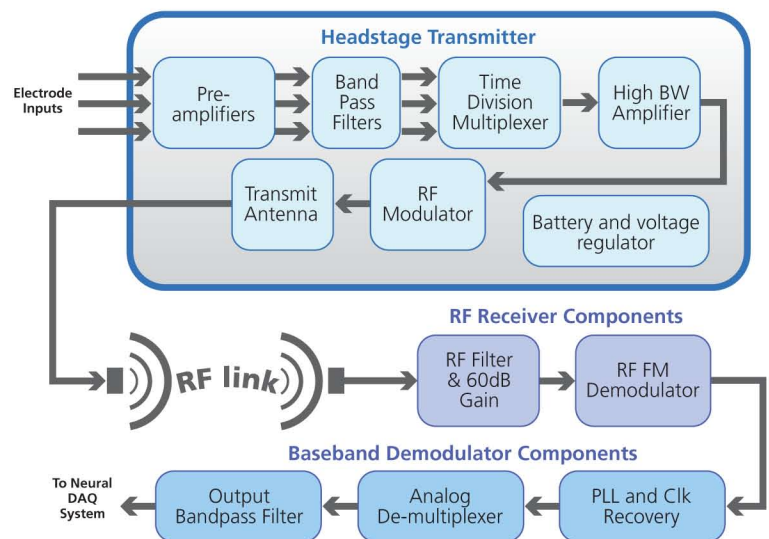 Headstage Transmitter
Electrode
Inputs
Pre-
amplifiers
Band
Pass
Filters
Time
Division
Multiplexer
High BW
Amplifier
Transmit
Antenna
RF
Modulator
Battery and voltage
regulator
RF link
RF Receiver Components
RF Filter
& 60dB
Gain
RF FM
Demodulator
Baseband Demodulator Components
To Neural
DAQ
System
Output
Bandpass Filter
Analog
De-multiplexer
PLL and Clk
Recovery